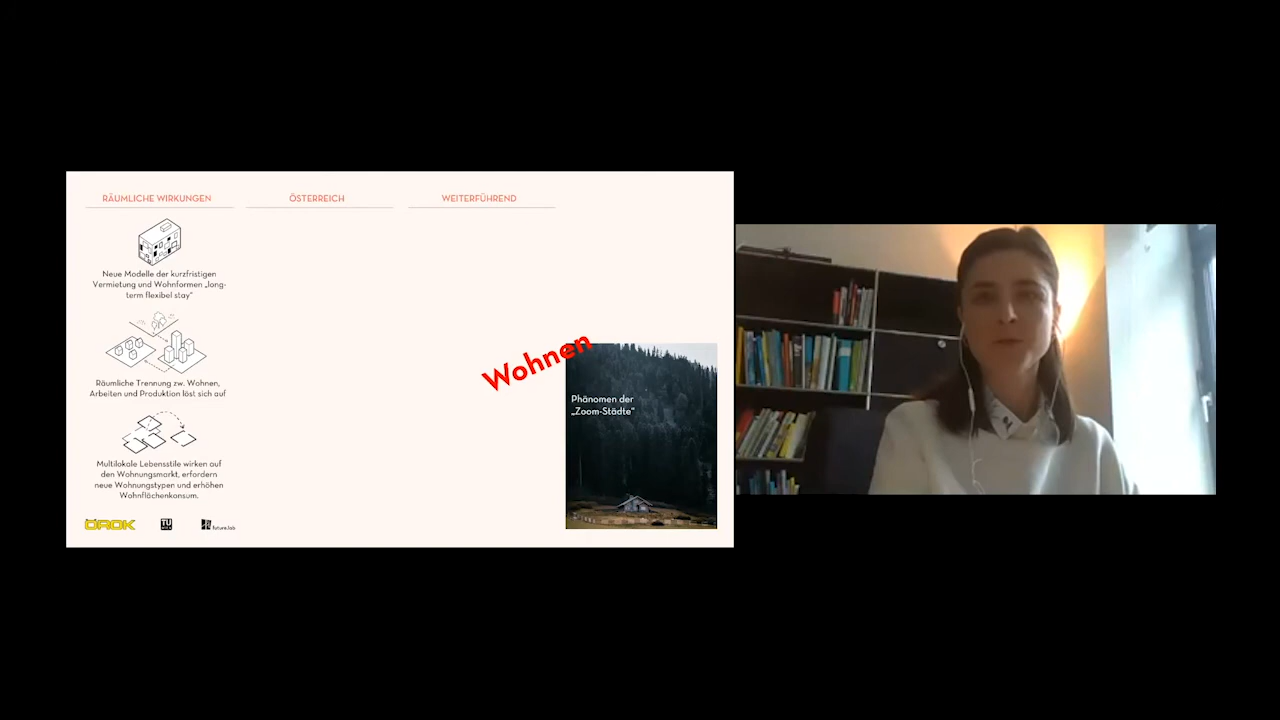 RÄUMLICHE WIRKUNGEN
Neue Modelle der kurzfristigen
Vermietung und Wohnformen „long-
term flexibel stay“
Räumliche Trennung zw. Wohnen,
Arbeiten und Produktion löst sich auf
Multilokale Lebensstile wirken auf
den Wohnungsmarkt, erfordern
neue Wohnungstypen und erhöhen
Wohnflächenkonsum.
ÖSTERREICH
WEITERFÜHREND
Wohnen
Phänomen der
„Zoom-Städte“
ÖROK
TU
future.lab